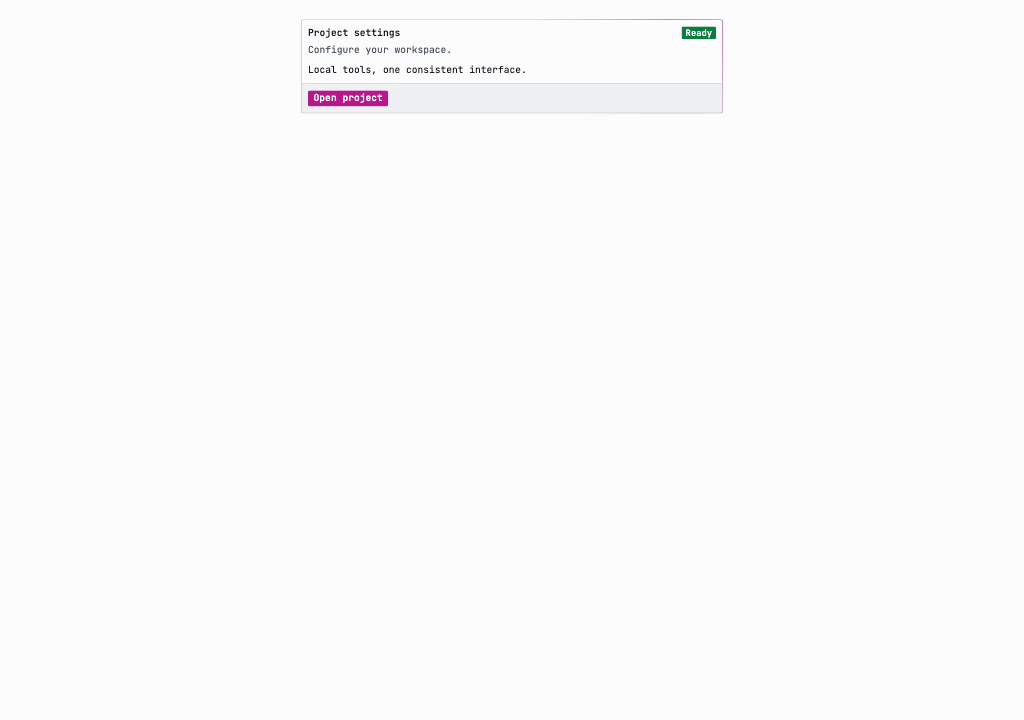 Project settings
Ready
Configure your workspace.
Local tools, one consistent interface.
Open project